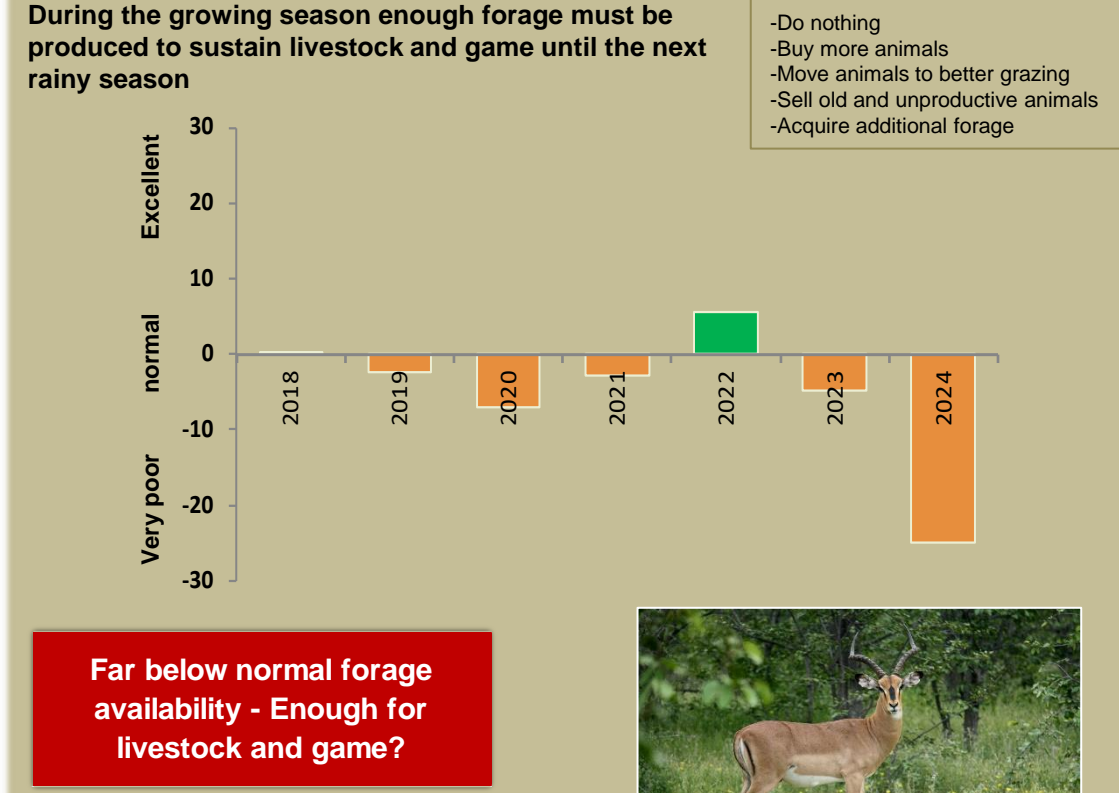 During the growing season enough forage must be
produced to sustain livestock and game until the next
rainy season
-Do nothing
-Buy more animals
-Move animals to better grazing
-Sell old and unproductive animals
-Acquire additional forage
Excellent
normal
Very poor
30
20
10
0
-10
-20
-30
2018
2019
2020
2021
2022
2023
2024
Far below normal forage
availability - Enough for
livestock and game?